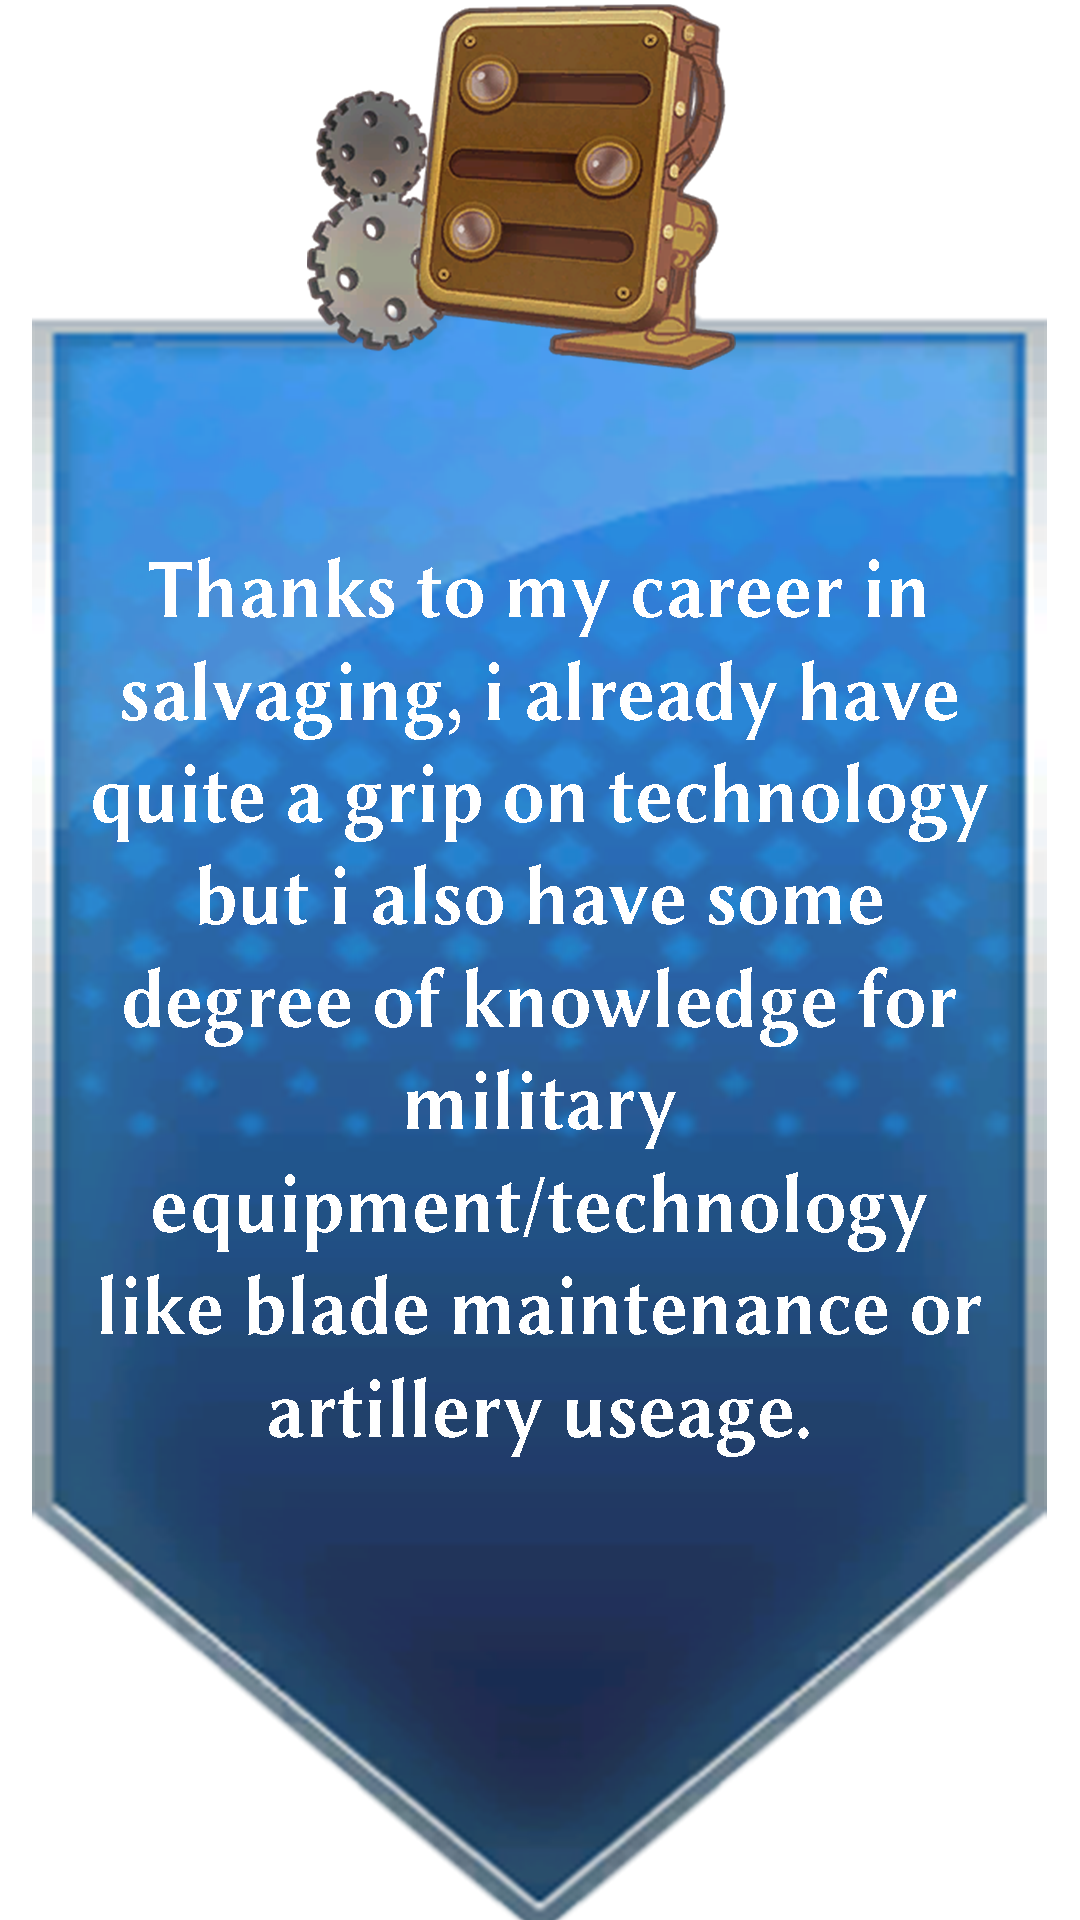 Thanks to my career in
salvaging, i already have
quite a grip on technology
but i also have some
degree of knowledge for
military
equipment/technology
like blade maintenance or
artillery useage.